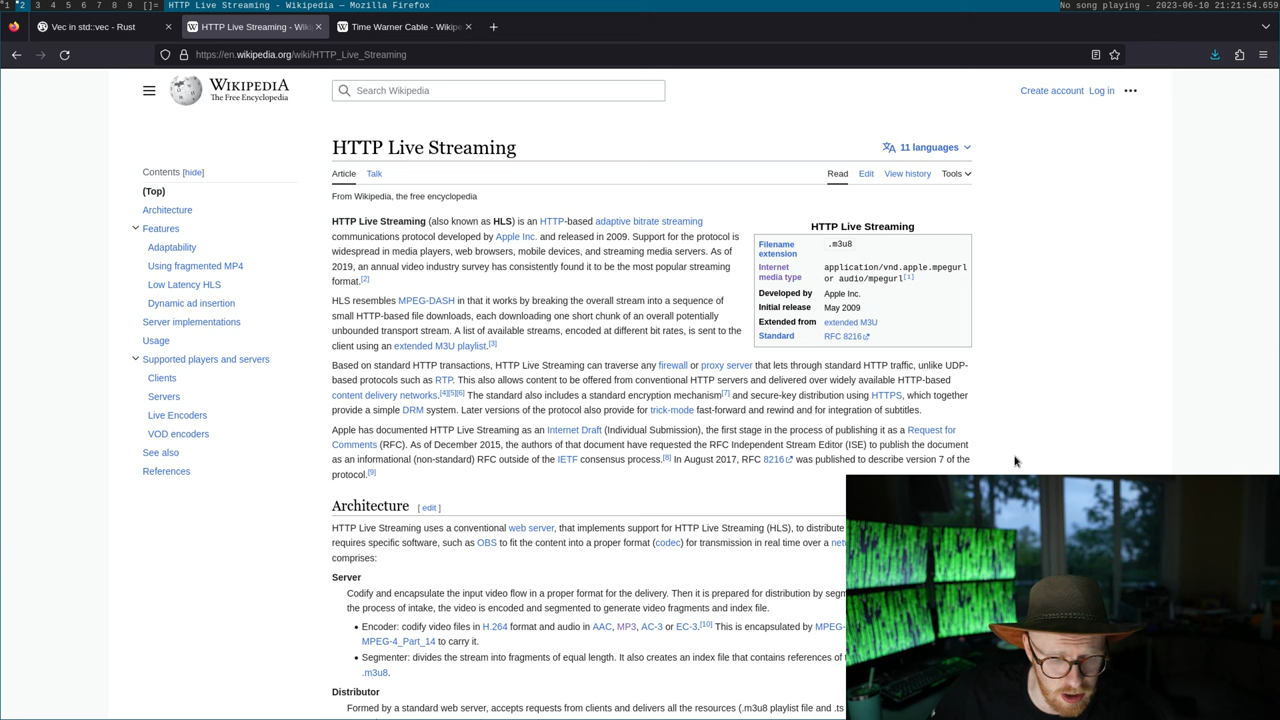 1 2 3 4 5 6 7 8 9 []= HTTP Live Streaming - Wikipedia — Mozilla Firefox No song playing - 2023-06-10 21:21:54.659
Vec in std::vec - Rust HTTP Live Streaming - Wiki Time Warner Cable - Wikipe
https://en.wikipedia.org/wiki/HTTP_Live_Streaming
WIKIPEDIA
The Free Encyclopedia
Search Wikipedia
Create account Log in
HTTP Live Streaming
11 languages
Contents [hide]
(Top)
Architecture
Features
Adaptability
Using fragmented MP4
Low Latency HLS
Dynamic ad insertion
Server implementations
Usage
Supported players and servers
Clients
Servers
Live Encoders
VOD encoders
See also
References
Article Talk Read Edit View history Tools
From Wikipedia, the free encyclopedia
HTTP Live Streaming (also known as HLS) is an HTTP-based adaptive bitrate streaming
communications protocol developed by Apple Inc. and released in 2009. Support for the protocol is
widespread in media players, web browsers, mobile devices, and streaming media servers. As of
2019, an annual video industry survey has consistently found it to be the most popular streaming
format.[2]
HLS resembles MPEG-DASH in that it works by breaking the overall stream into a sequence of
small HTTP-based file downloads, each downloading one short chunk of an overall potentially
unbounded transport stream. A list of available streams, encoded at different bit rates, is sent to the
client using an extended M3U playlist.[3]
HTTP Live Streaming
Filename extension .m3u8
Internet media type application/vnd.apple.mpegurl
or audio/mpegurl[1]
Developed by Apple Inc.
Initial release May 2009
Extended from extended M3U
Standard RFC 8216
Based on standard HTTP transactions, HTTP Live Streaming can traverse any firewall or proxy server that lets through standard HTTP traffic, unlike UDP-
based protocols such as RTP. This also allows content to be offered from conventional HTTP servers and delivered over widely available HTTP-based
content delivery networks.[4][5][6] The standard also includes a standard encryption mechanism[7] and secure-key distribution using HTTPS, which together
provide a simple DRM system. Later versions of the protocol also provide for trick-mode fast-forward and rewind and for integration of subtitles.
Apple has documented HTTP Live Streaming as an Internet Draft (Individual Submission), the first stage in the process of publishing it as a Request for
Comments (RFC). As of December 2015, the authors of that document have requested the RFC Independent Stream Editor (ISE) to publish the document
as an informational (non-standard) RFC outside of the IETF consensus process.[8] In August 2017, RFC 8216 was published to describe version 7 of the
protocol.[9]
Architecture [ edit ]
HTTP Live Streaming uses a conventional web server, that implements support for HTTP Live Streaming (HLS), to distribute
requires specific software, such as OBS to fit the content into a proper format (codec) for transmission in real time over a
comprises:
Server
Codify and encapsulate the input video flow in a proper format for the delivery. Then it is prepared for distribution by
the process of intake, the video is encoded and segmented to generate video fragments and index file.
• Encoder: codify video files in H.264 format and audio in AAC, MP3, AC-3 or EC-3.[10] This is encapsulated by MPEG-
MPEG-4_Part_14 to carry it.
• Segmenter: divides the stream into fragments of equal length. It also creates an index file that contains references of
.m3u8.
Distributor
Formed by a standard web server, accepts requests from clients and delivers all the resources (.m3u8 playlist file and .ts